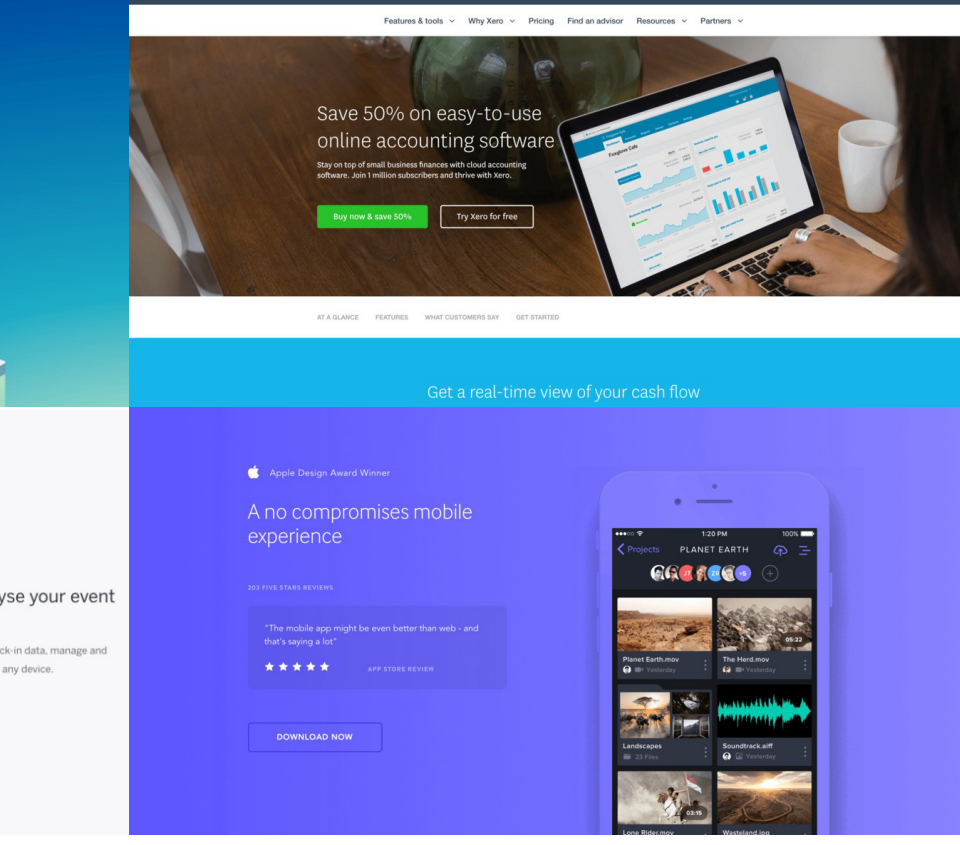 Features & tools Why Xero Pricing Find an advisor Resources Partners
Save 50% on easy-to-use
online accounting software
Stay on top of small business finances with cloud accounting
software. Join 1 million subscribers and thrive with Xero.
Buy now & save 50% Try Xero for free
Foxglove Cafe
AT A GLANCE FEATURES WHAT CUSTOMERS SAY GET STARTED
Get a real-time view of your cash flow
yse your event
ck-in data, manage and
any device.
Apple Design Award Winner
A no compromises mobile
experience
203 FIVE STARS REVIEWS
"The mobile app might be even better than web - and
that's saying a lot"
APP STORE REVIEW
DOWNLOAD NOW
1:20 PM 100%
Projects PLANET EARTH
JT ZR +5
05:22
Planet Earth.mov The Herd.mov
Yesterday Yesterday
Landscapes Soundtrack.aiff
23 Files Yesterday
03:15
Lone Rider.mov Wasteland.jpg